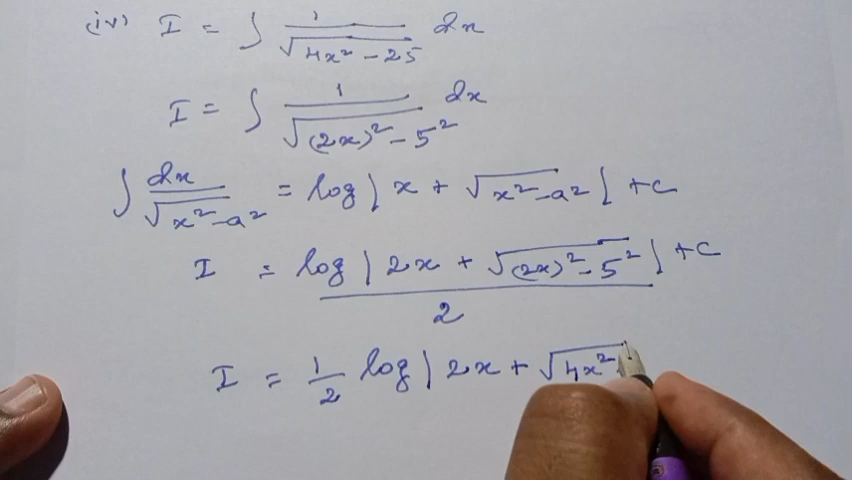 (iv) I = ∫ 1/√(4x² - 25) dx
I = ∫ 1/√((2x)² - 5²) dx
∫ dx/√(x² - a²) = log | x + √(x² - a²) | + c
I = log | 2x + √((2x)² - 5²) | / 2 + c
I = 1/2 log | 2x + √(4x²